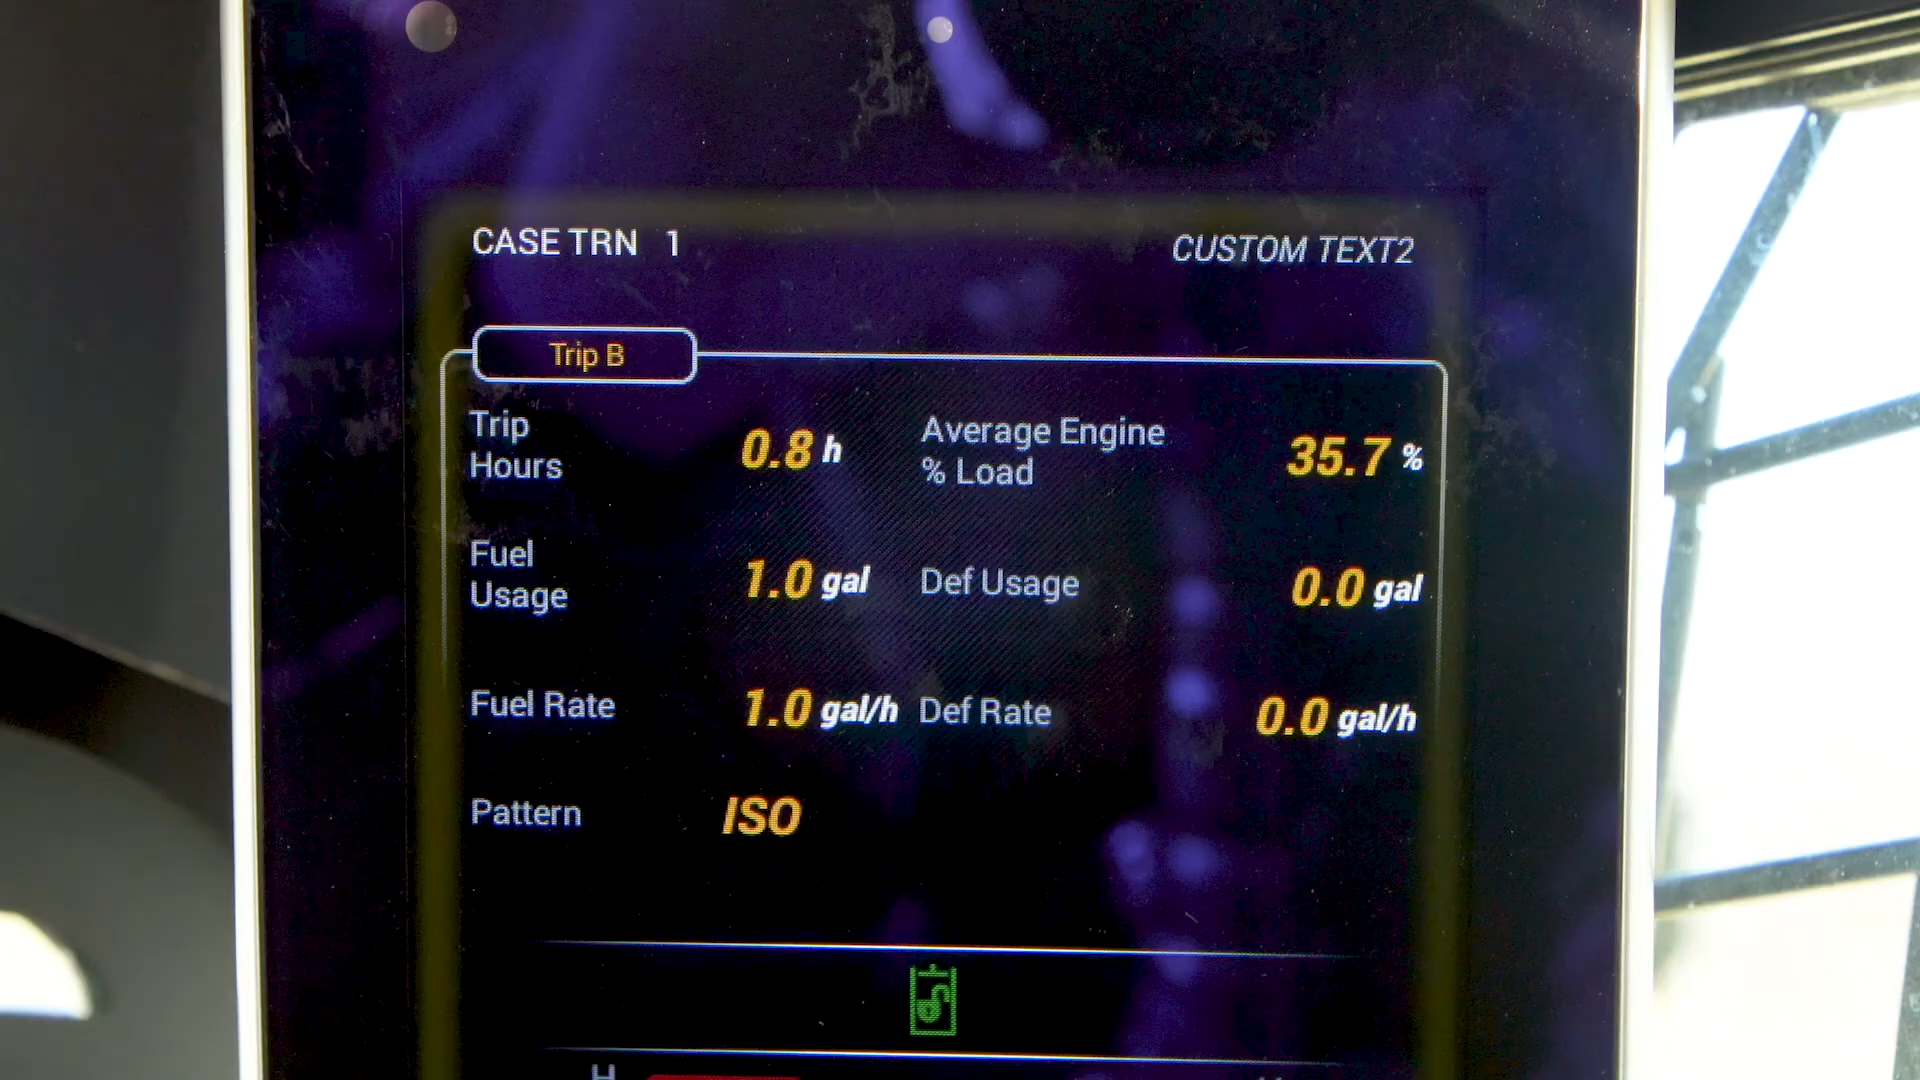 CASE TRN 1
CUSTOM TEXT2
Trip B
Trip
Hours
0.8 h
Average Engine
% Load
35.7 %
Fuel
Usage
1.0 gal
Def Usage
0.0 gal
Fuel Rate
1.0 gal/h
Def Rate
0.0 gal/h
Pattern
ISO
H